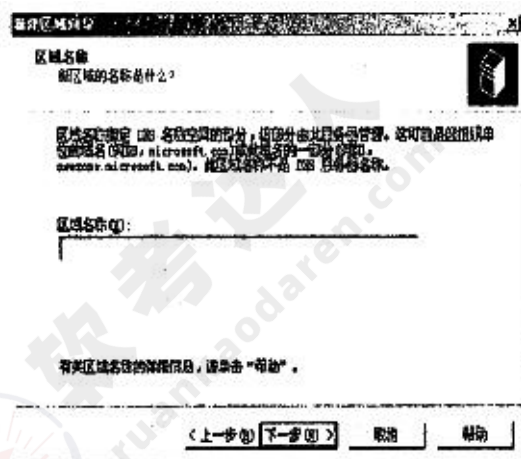 新建区域向导
区域名称
新区域的名称是什么?
区域名称指定 DNS 名称空间的部分，该部分由此服务器管理。这可能是您组织单
位的域名(例如，microsoft.com)或此域名的一部分(例如，
newzone.microsoft.com)。此区域名称不是 DNS 服务器名称。
区域名称(Z):
有关区域名称的详细信息，请单击“帮助”。
<上一步(B) 下一步(N)> 取消 帮助
软考达人
ruankaodaren.com